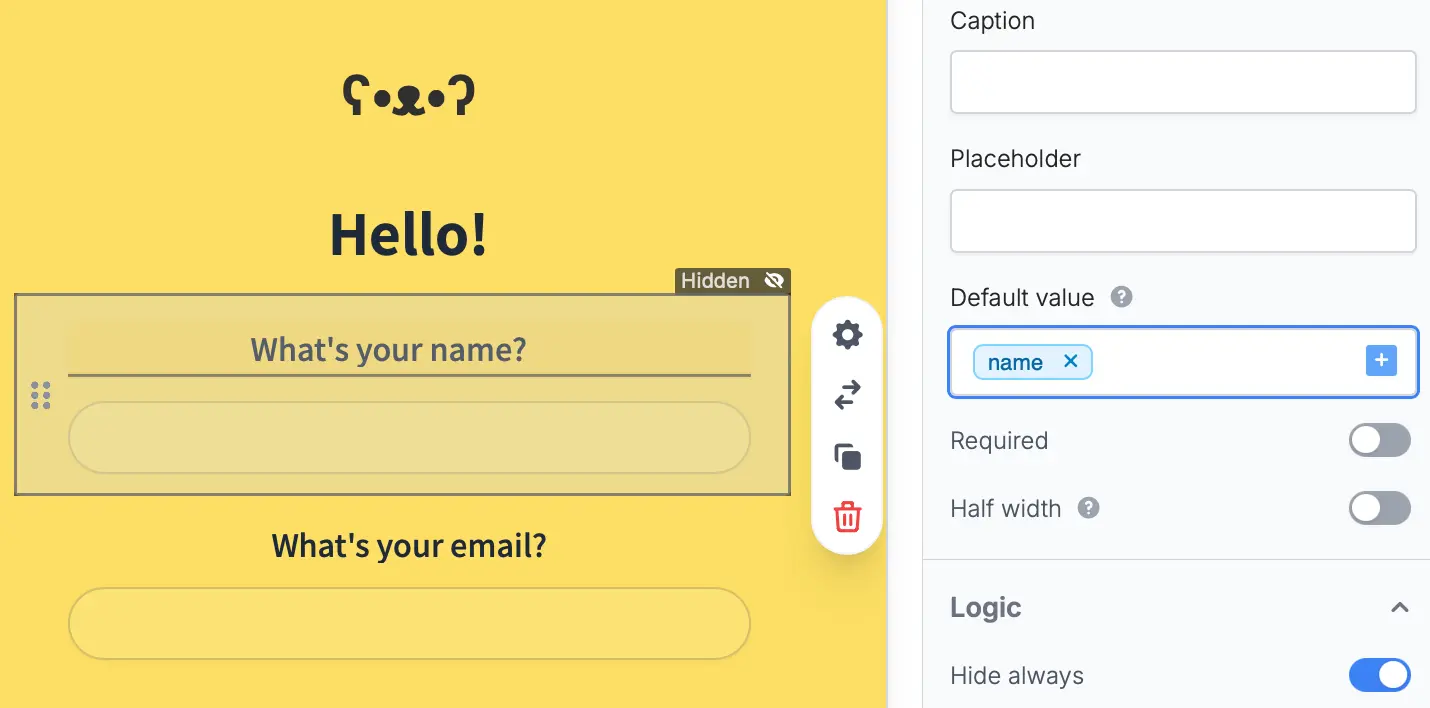 ʕ•ᴥ•ʔ
Hello!
Hidden
What's your name?
What's your email?
Caption
Placeholder
Default value ?
name ✕ +
Required
Half width ?
Logic
Hide always